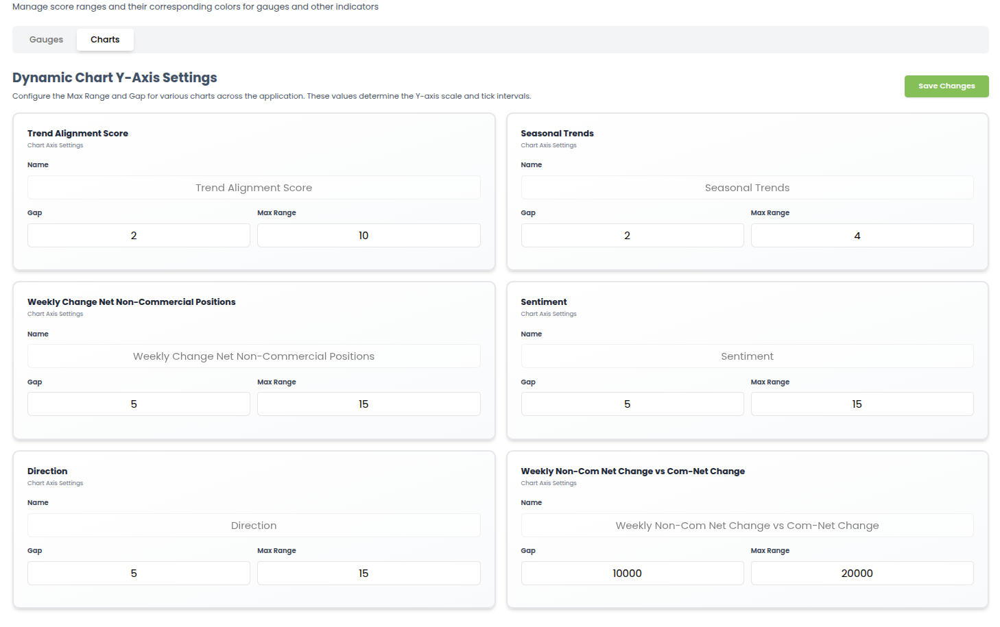 Manage score ranges and their corresponding colors for gauges and other indicators
Gauges
Charts
Dynamic Chart Y-Axis Settings
Configure the Max Range and Gap for various charts across the application. These values determine the Y-axis scale and tick intervals.
Save Changes
Trend Alignment Score
Chart Axis Settings
Name
Trend Alignment Score
Gap
Max Range
2
10
Seasonal Trends
Chart Axis Settings
Name
Seasonal Trends
Gap
Max Range
2
4
Weekly Change Net Non-Commercial Positions
Chart Axis Settings
Name
Weekly Change Net Non-Commercial Positions
Gap
Max Range
5
15
Sentiment
Chart Axis Settings
Name
Sentiment
Gap
Max Range
5
15
Direction
Chart Axis Settings
Name
Direction
Gap
Max Range
5
15
Weekly Non-Com Net Change vs Com-Net Change
Chart Axis Settings
Name
Weekly Non-Com Net Change vs Com-Net Change
Gap
Max Range
10000
20000